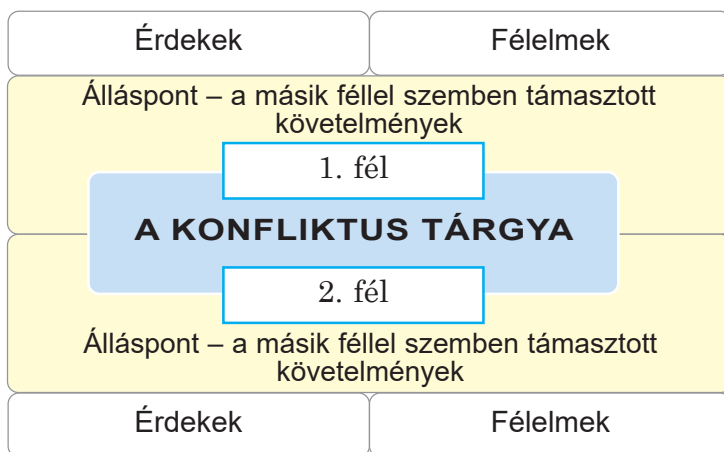 Érdekek
Félelmek
Álláspont – a másik féllel szemben támasztott
követelmények
1. fél
A KONFLIKTUS TÁRGYA
2. fél
Álláspont – a másik féllel szemben támasztott
követelmények
Érdekek
Félelmek